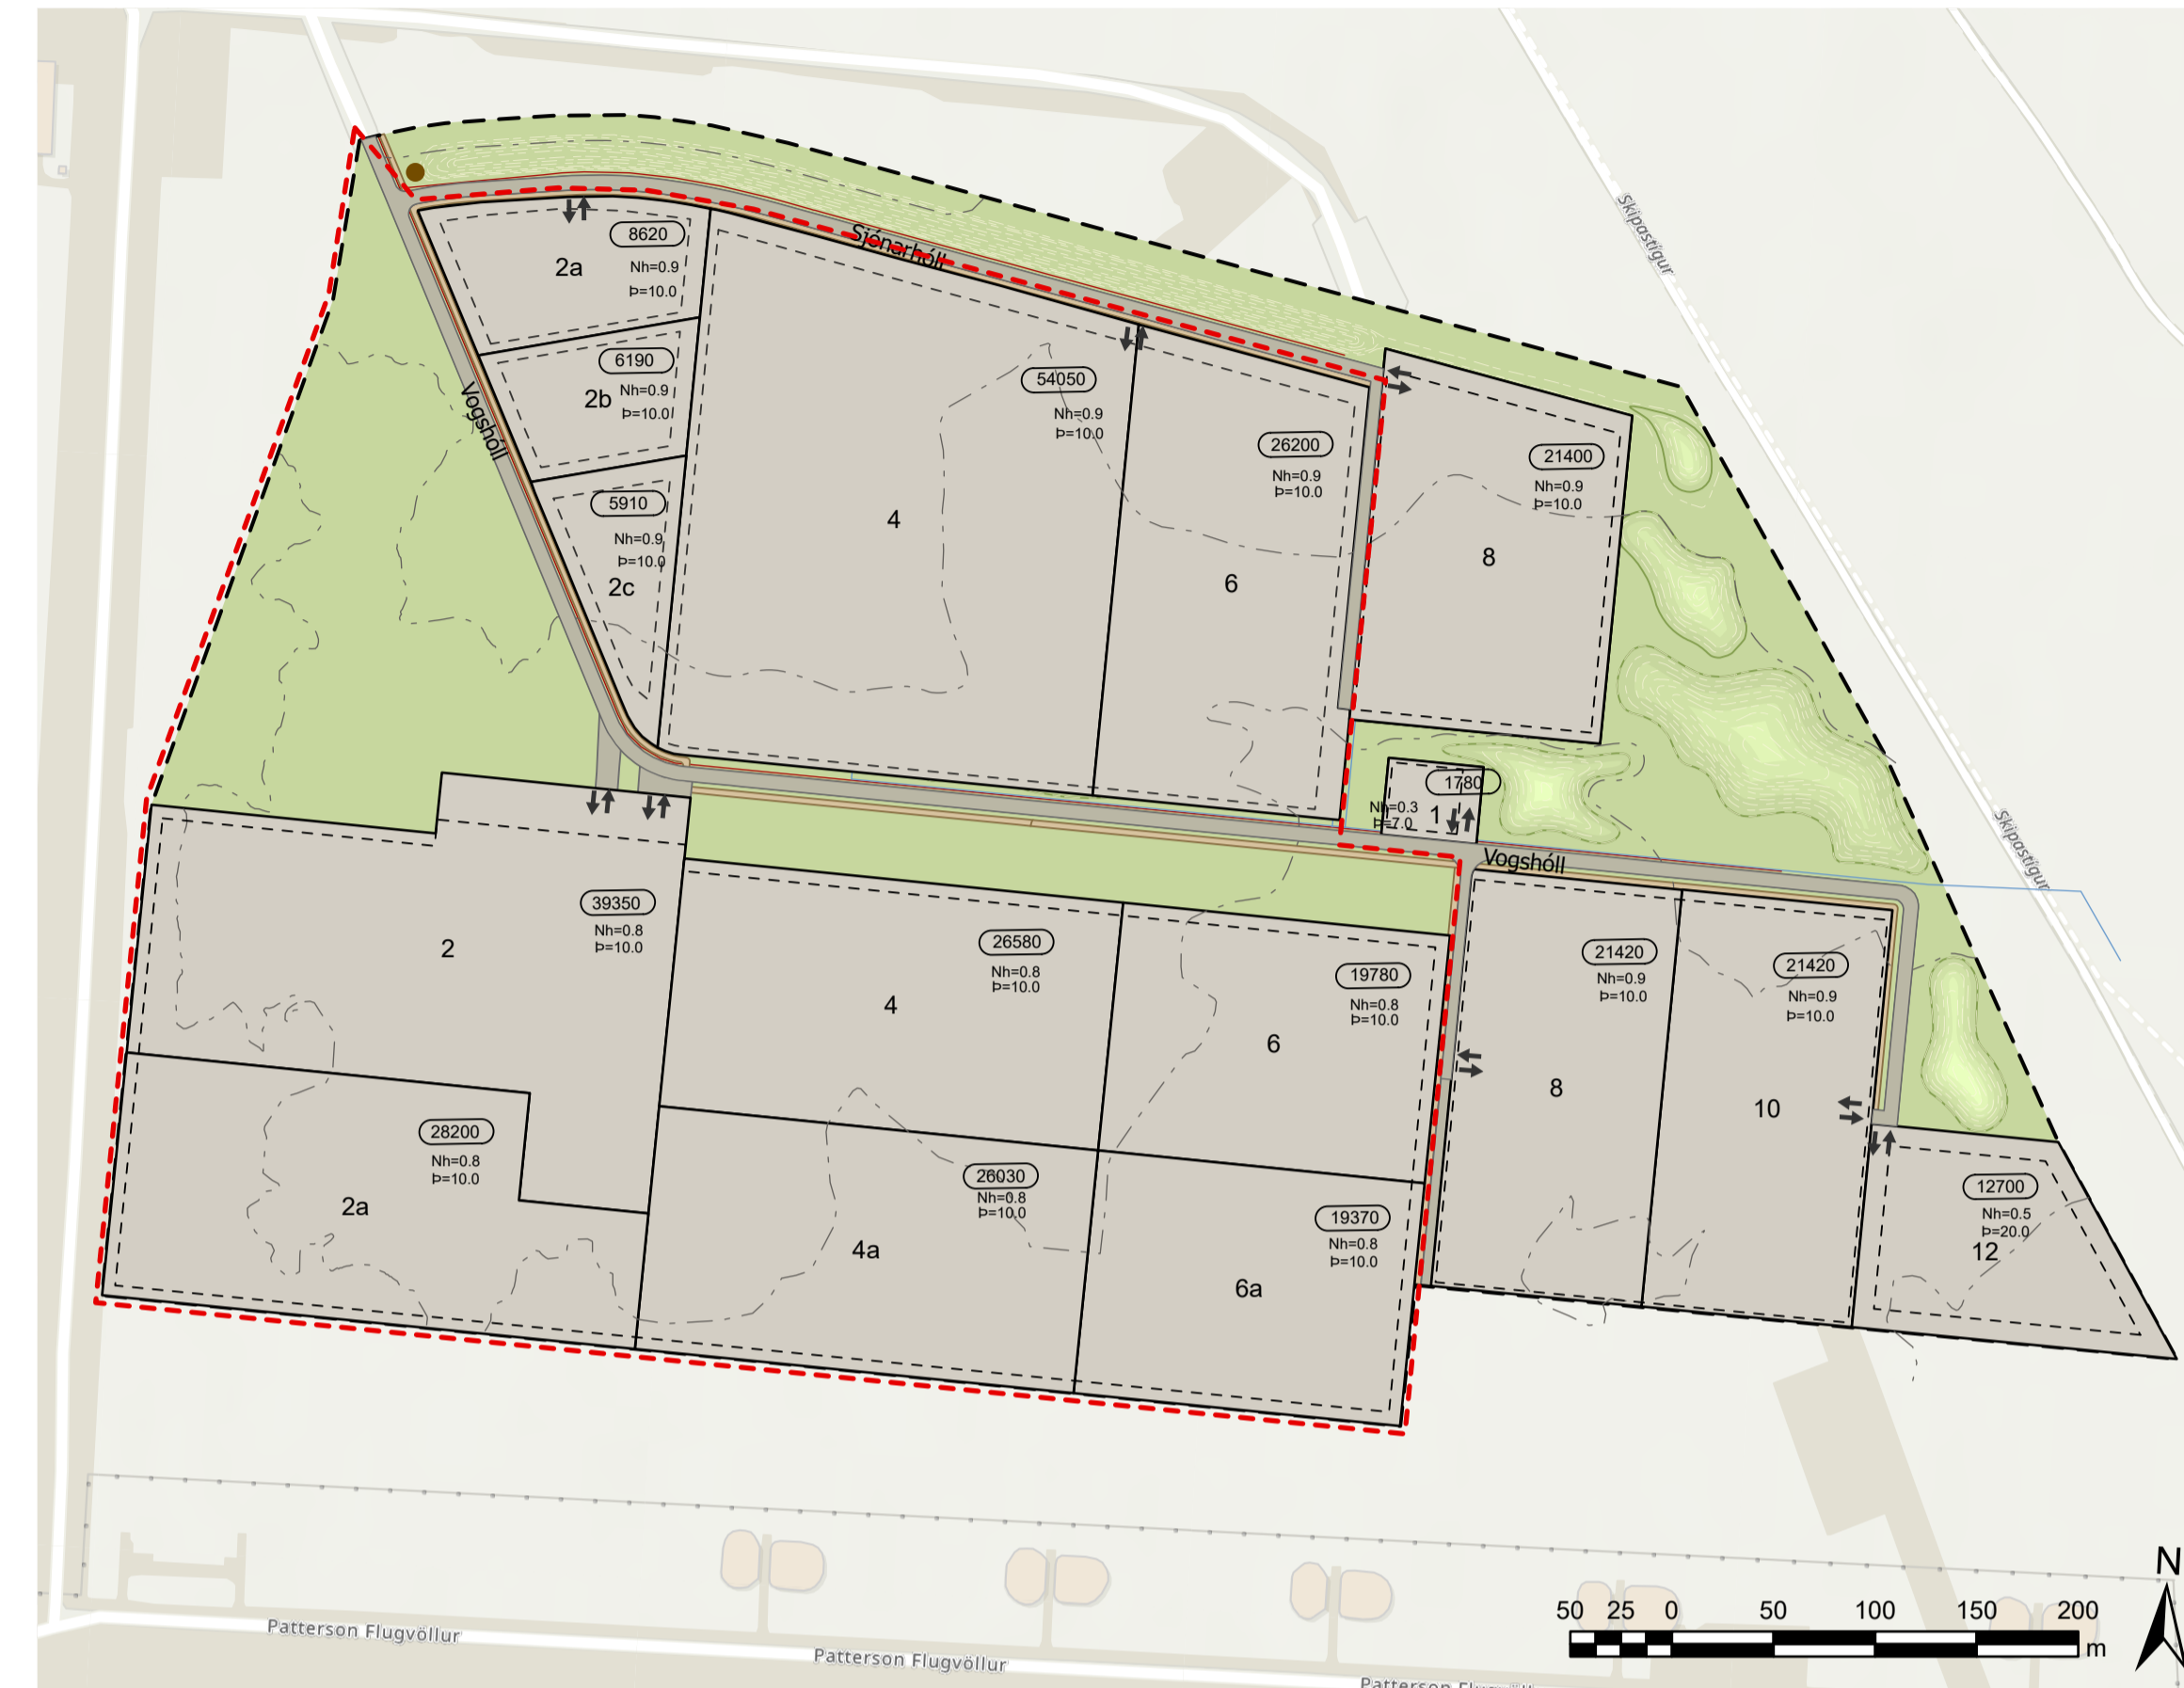 Skipastígur
8620
2a
Nh=0.9
Þ=10.0
Sjónarhóll
6190
2b
Nh=0.9
Þ=10.0
Vogshóll
54050
Nh=0.9
Þ=10.0
26200
Nh=0.9
Þ=10.0
21400
Nh=0.9
Þ=10.0
5910
Nh=0.9
Þ=10.0
2c
4
6
8
1780
Nh=0.3
Þ=7.0
1
Vogshóll
Skipastígur
39350
Nh=0.8
Þ=10.0
2
26580
Nh=0.8
Þ=10.0
4
19780
Nh=0.8
Þ=10.0
6
21420
Nh=0.9
Þ=10.0
8
21420
Nh=0.9
Þ=10.0
10
28200
Nh=0.8
Þ=10.0
2a
26030
Nh=0.8
Þ=10.0
4a
19370
Nh=0.8
Þ=10.0
6a
12700
Nh=0.5
Þ=20.0
12
N
50 25 0 50 100 150 200
m
Patterson Flugvöllur
Patterson Flugvöllur